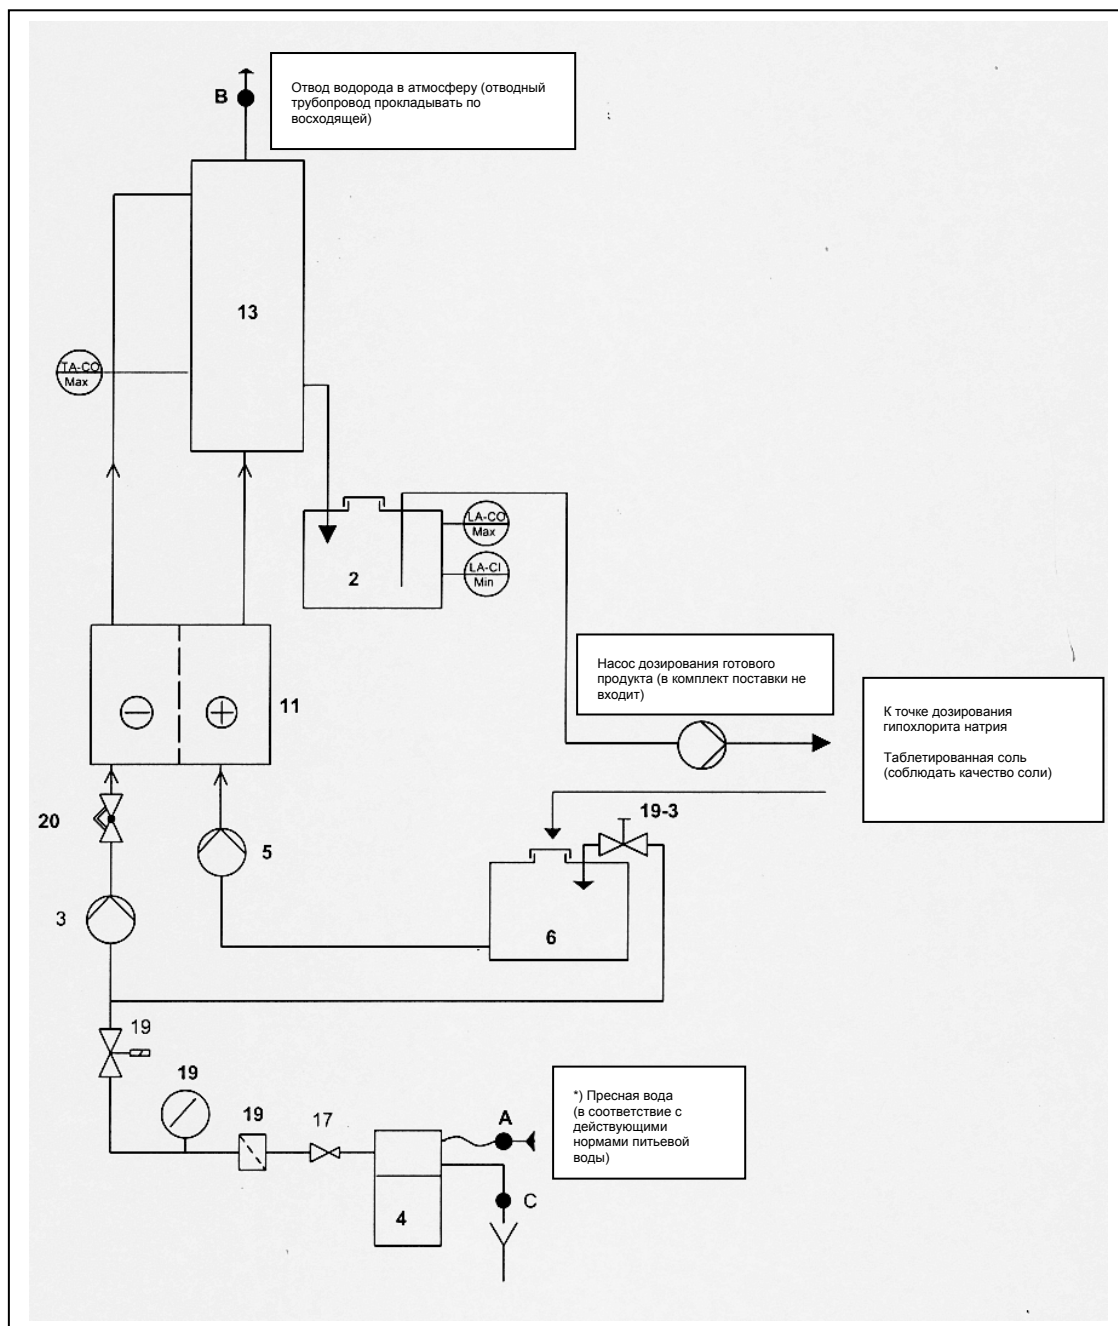 B
Отвод водорода в атмосферу (отводный
трубопровод прокладывать по
восходящей)
13
TA-CO
Max
LA-CO
Max
LA-CI
Min
2
11
Насос дозирования готового
продукта (в комплект поставки не
входит)
К точке дозирования
гипохлорита натрия
Таблетированная соль
(соблюдать качество соли)
20
19-3
5
3
6
19
19
19
17
A
*) Пресная вода
(в соответствие с
действующими
нормами питьевой
воды)
C
4